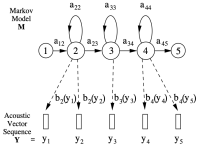 Markov
Model
M
a22 a33 a44
1 a12 2 a23 3 a34 4 a45 5
b2(y1) b2(y2) b3(y3) b4(y4) b4(y5)
Acoustic
Vector
Sequence
Y = y1 y2 y3 y4 y5